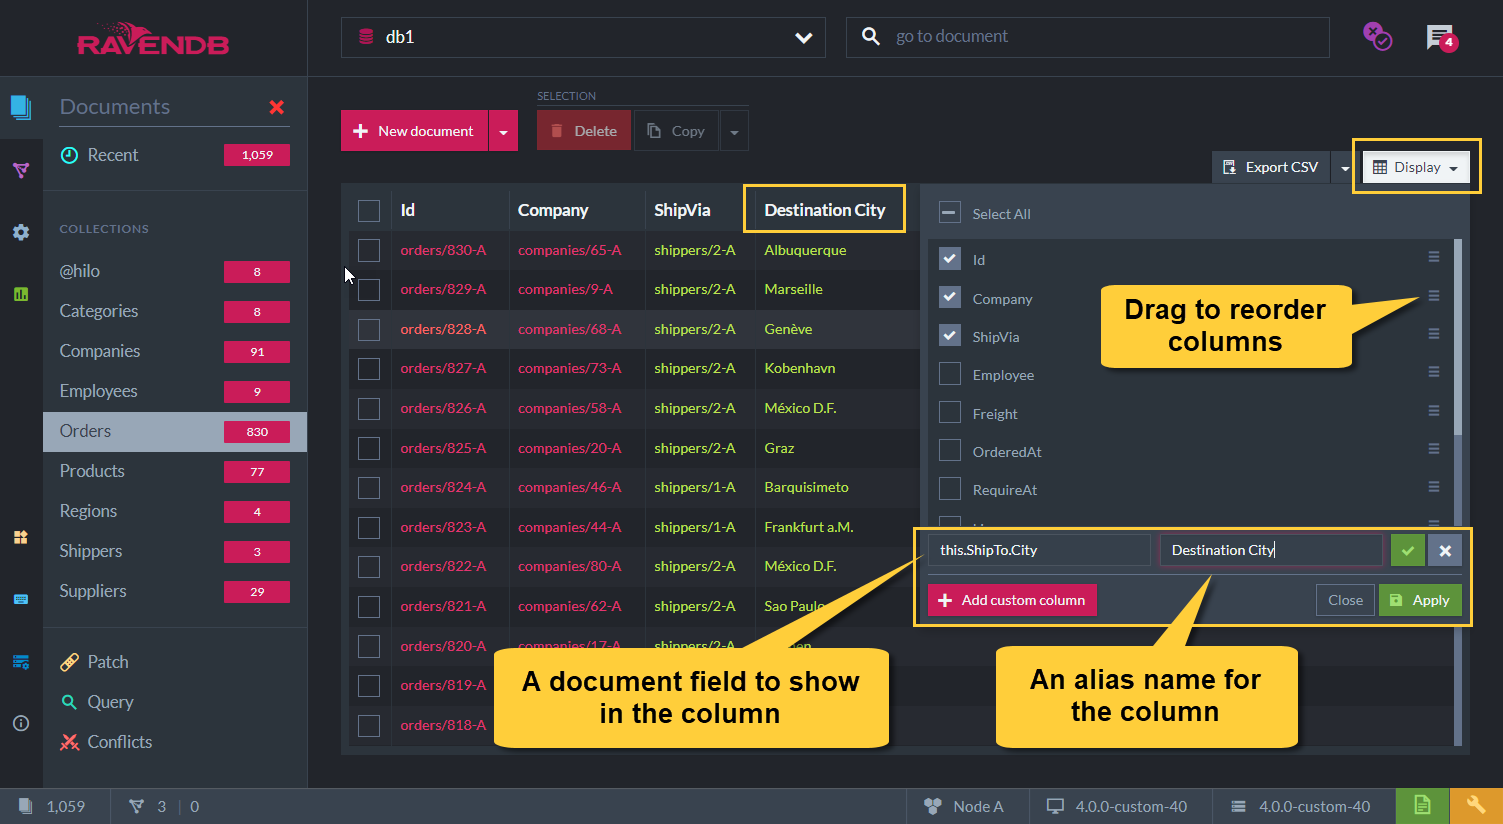 RAVENDB
db1
go to document
4
Documents
Recent
1,059
COLLECTIONS
@hilo
8
Categories
8
Companies
91
Employees
9
Orders
830
Products
77
Regions
4
Shippers
3
Suppliers
29
Patch
Query
Conflicts
SELECTION
New document
Delete
Copy
Export CSV
Display
Id Company ShipVia Destination City
orders/830-A companies/65-A shippers/2-A Albuquerque
orders/829-A companies/9-A shippers/2-A Marseille
orders/828-A companies/68-A shippers/2-A Genève
orders/827-A companies/73-A shippers/2-A Kobenhavn
orders/826-A companies/58-A shippers/2-A México D.F.
orders/825-A companies/20-A shippers/2-A Graz
orders/824-A companies/46-A shippers/1-A Barquisimeto
orders/823-A companies/44-A shippers/1-A Frankfurt a.M.
orders/822-A companies/80-A shippers/2-A México D.F.
orders/821-A companies/62-A shippers/2-A Sao Paulo
orders/820-A companies/17-A shippers/2-A
orders/819-A
orders/818-A
Select All
Id
Company
ShipVia
Employee
Freight
OrderedAt
RequireAt
Drag to reorder
columns
this.ShipTo.City
Destination City
Add custom column
Close
Apply
A document field to show
in the column
An alias name for
the column
1,059
3 | 0
Node A
4.0.0-custom-40
4.0.0-custom-40